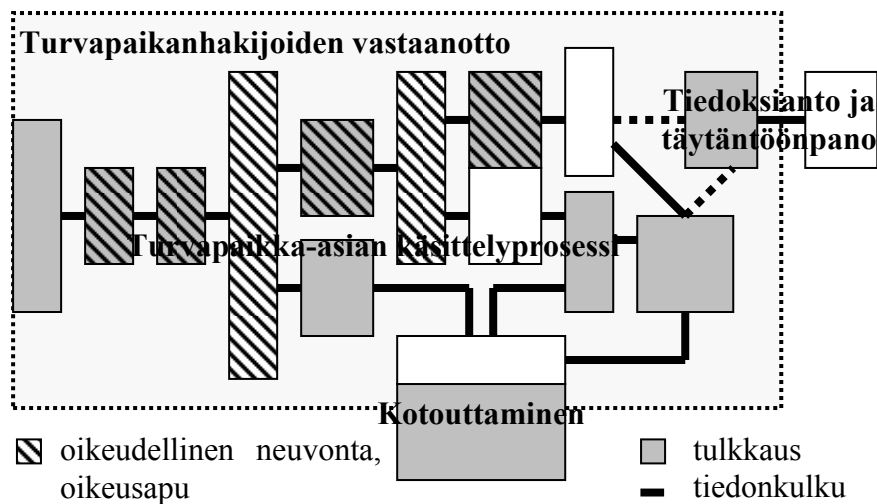 Turvapaikanhakijoiden vastaanotto
Tiedoksianto ja
täytäntöönpano
Turvapaikka-asian käsittelyprosessi
Kotouttaminen
oikeudellinen neuvonta,
oikeusapu
tulkkaus
tiedonkulku